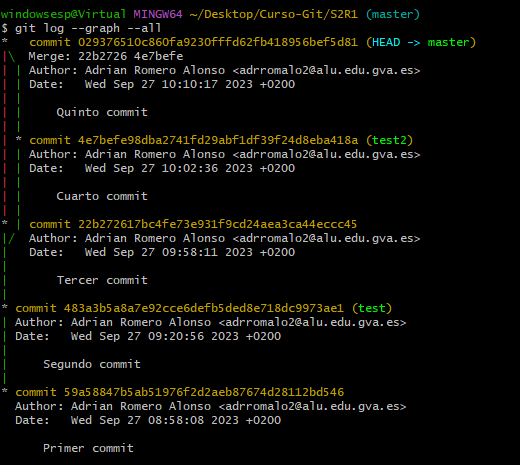 windowsesp@Virtual MINGW64 ~/Desktop/Curso-Git/S2R1 (master)
$ git log --graph --all
*   commit 029376510c860fa9230fffd62fb418956bef5d81 (HEAD -> master)
|\  Merge: 22b2726 4e7befe
| | Author: Adrian Romero Alonso <adrromalo2@alu.edu.gva.es>
| | Date:   Wed Sep 27 10:10:17 2023 +0200
| |
| |     Quinto commit
| |
| * commit 4e7befe98dba2741fd29abf1df39f24d8eba418a (test2)
| | Author: Adrian Romero Alonso <adrromalo2@alu.edu.gva.es>
| | Date:   Wed Sep 27 10:02:36 2023 +0200
| |
| |     Cuarto commit
| |
* | commit 22b272617bc4fe73e931f9cd24aea3ca44eccc45
|/  Author: Adrian Romero Alonso <adrromalo2@alu.edu.gva.es>
|   Date:   Wed Sep 27 09:58:11 2023 +0200
|
|       Tercer commit
|
* commit 483a3b5a8a7e92cce6defb5ded8e718dc9973ae1 (test)
| Author: Adrian Romero Alonso <adrromalo2@alu.edu.gva.es>
| Date:   Wed Sep 27 09:20:56 2023 +0200
|
|     Segundo commit
|
* commit 59a58847b5ab51976f2d2aeb87674d28112bd546
  Author: Adrian Romero Alonso <adrromalo2@alu.edu.gva.es>
  Date:   Wed Sep 27 08:58:08 2023 +0200

      Primer commit